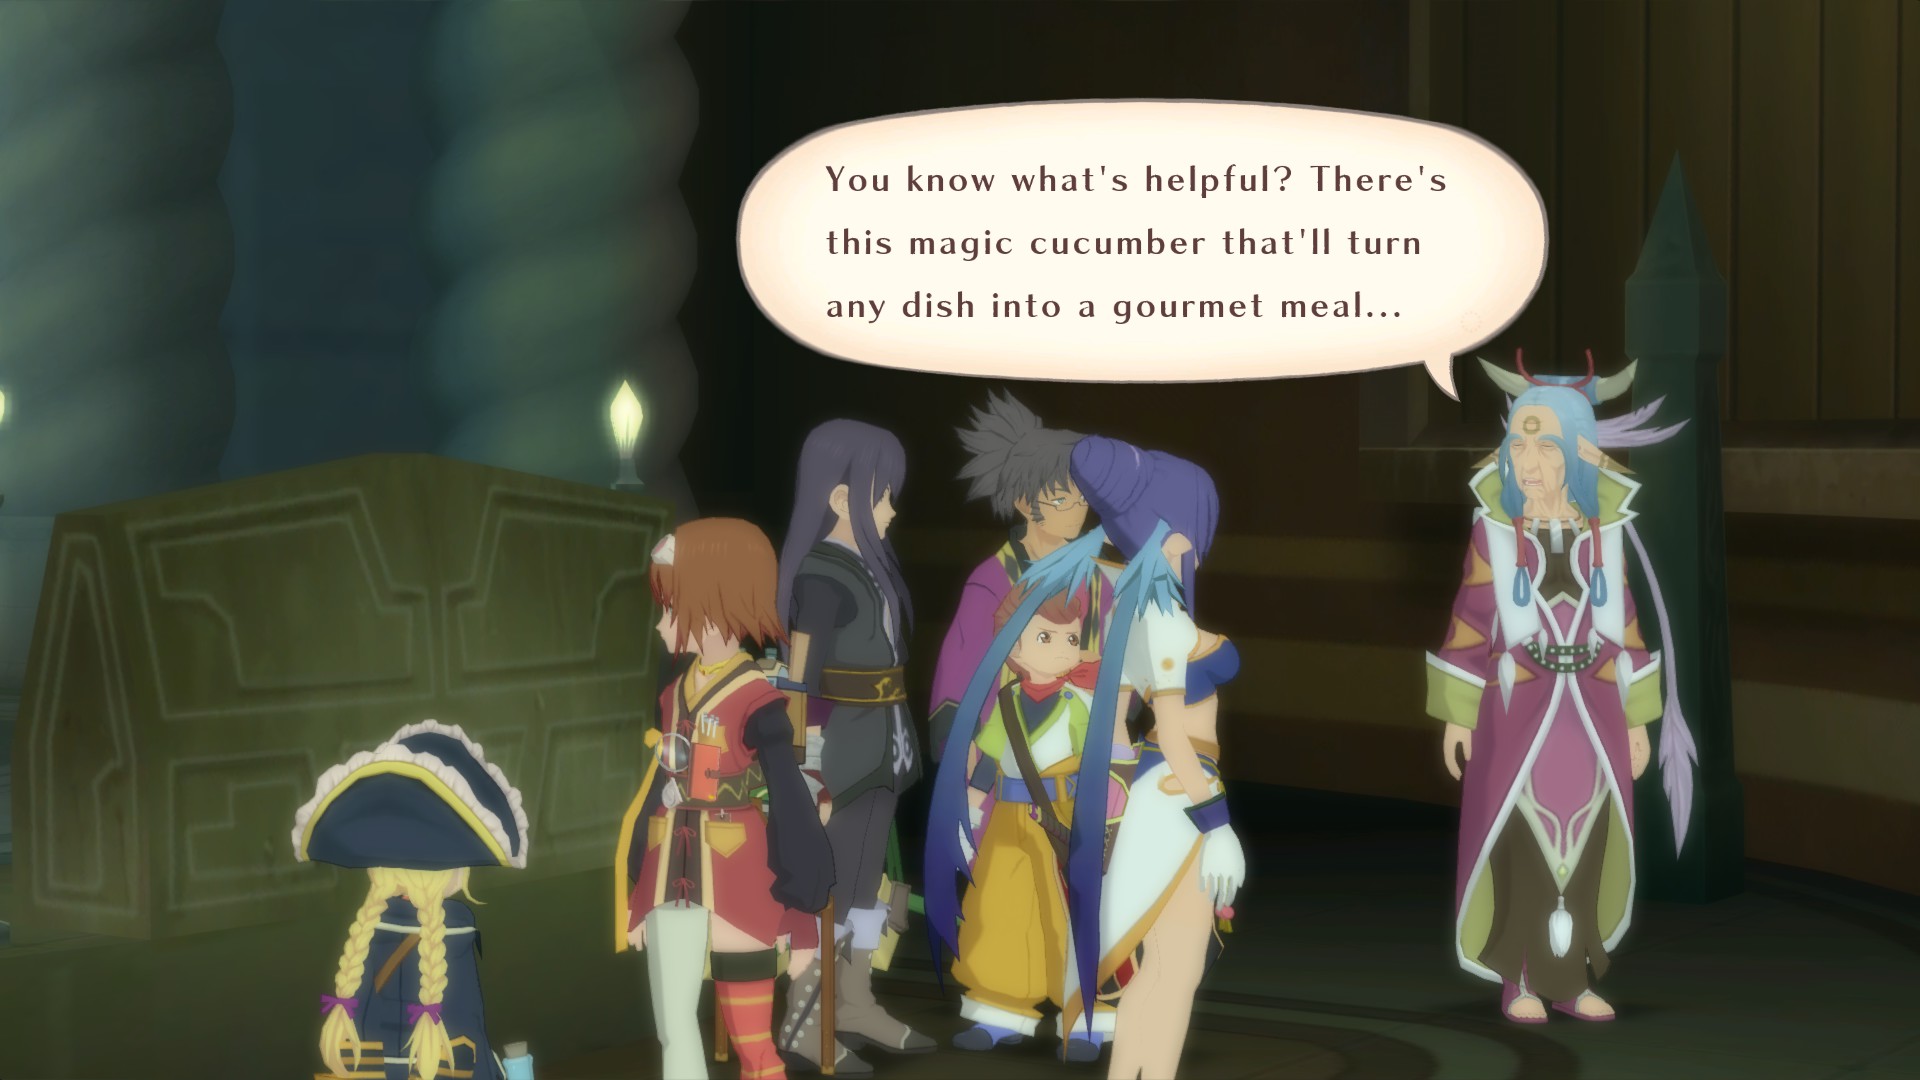 You know what's helpful? There's
this magic cucumber that'll turn
any dish into a gourmet meal...